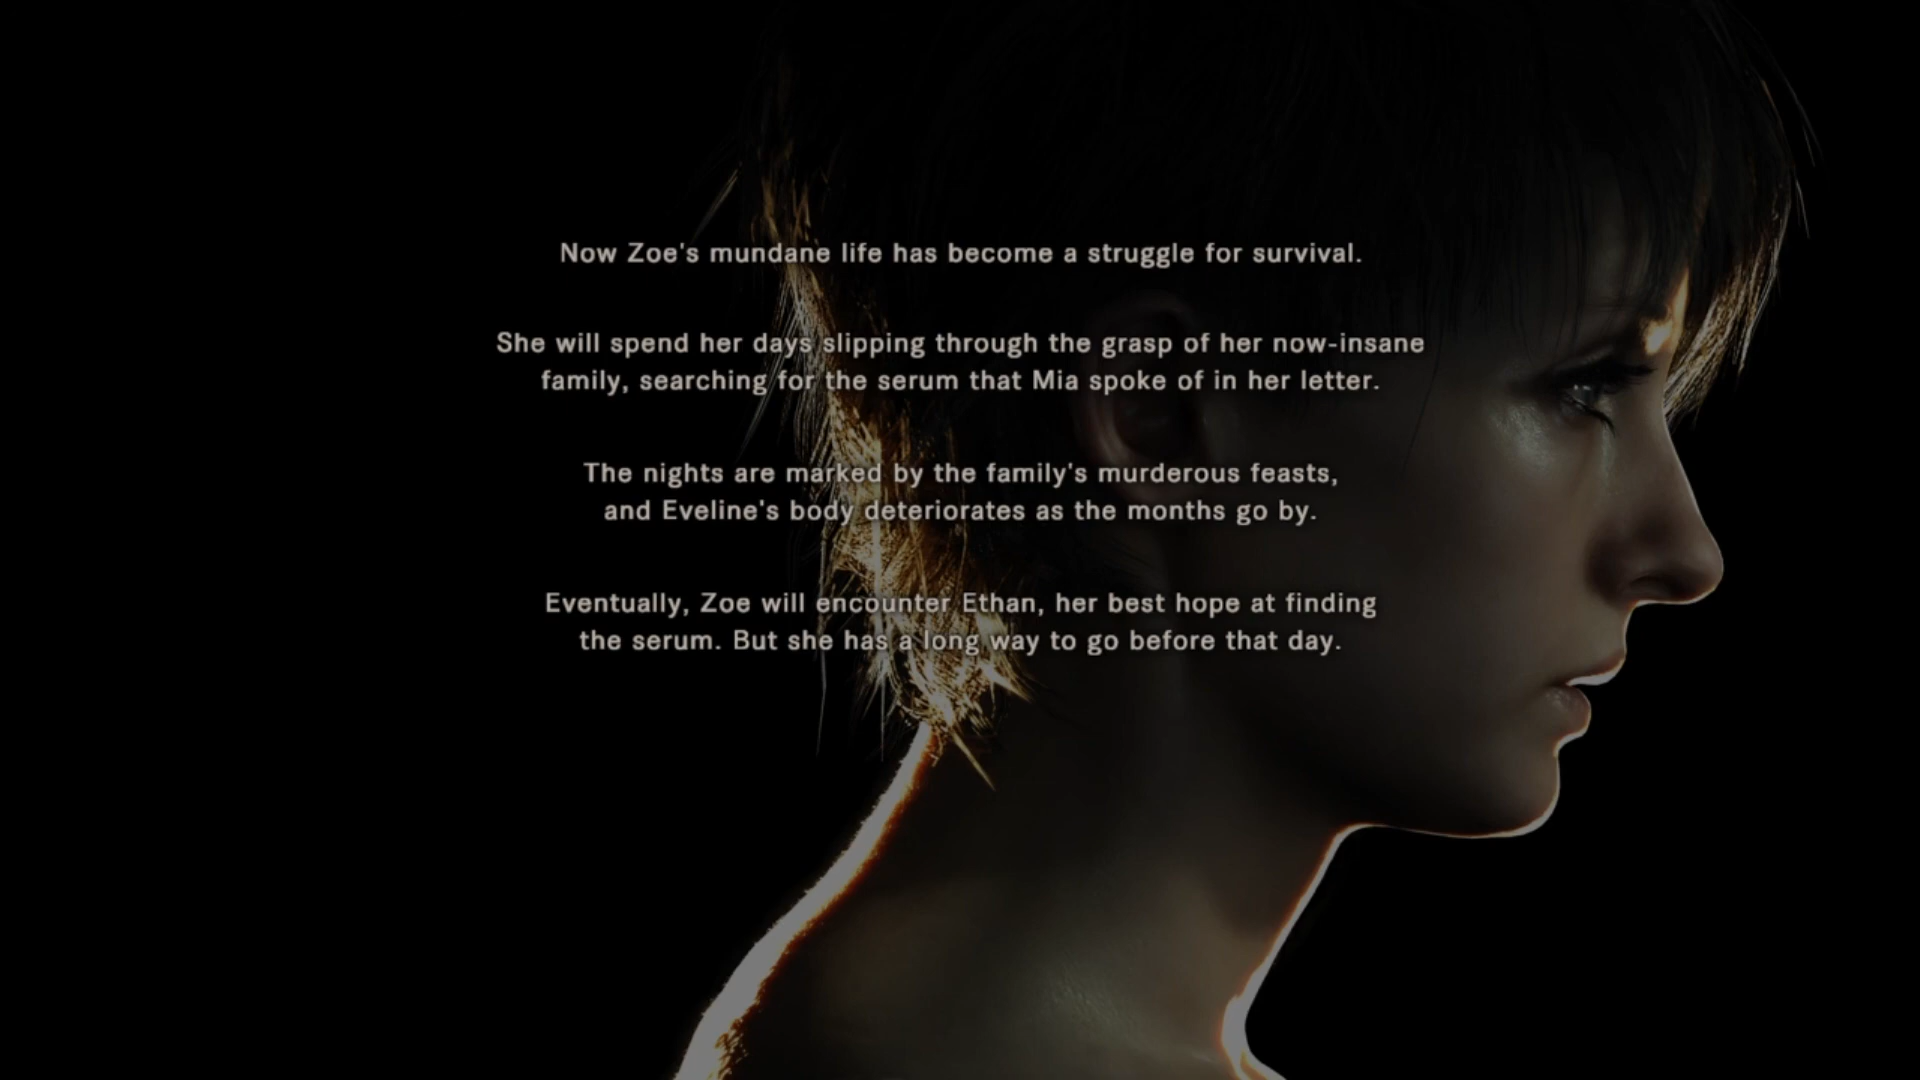 Now Zoe's mundane life has become a struggle for survival.
She will spend her days slipping through the grasp of her now-insane
family, searching for the serum that Mia spoke of in her letter.
The nights are marked by the family's murderous feasts,
and Eveline's body deteriorates as the months go by.
Eventually, Zoe will encounter Ethan, her best hope at finding
the serum. But she has a long way to go before that day.